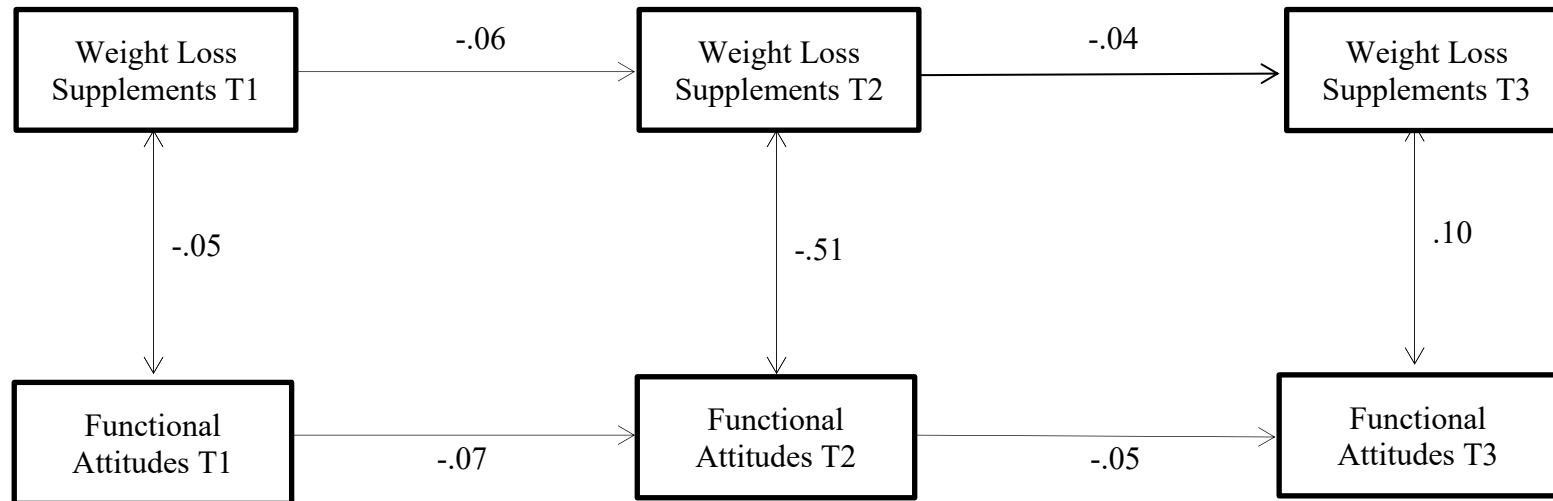 Weight Loss
Supplements T1
-.06
Weight Loss
Supplements T2
-.04
Weight Loss
Supplements T3
-.05
-.51
.10
Functional
Attitudes T1
-.07
Functional
Attitudes T2
-.05
Functional
Attitudes T3